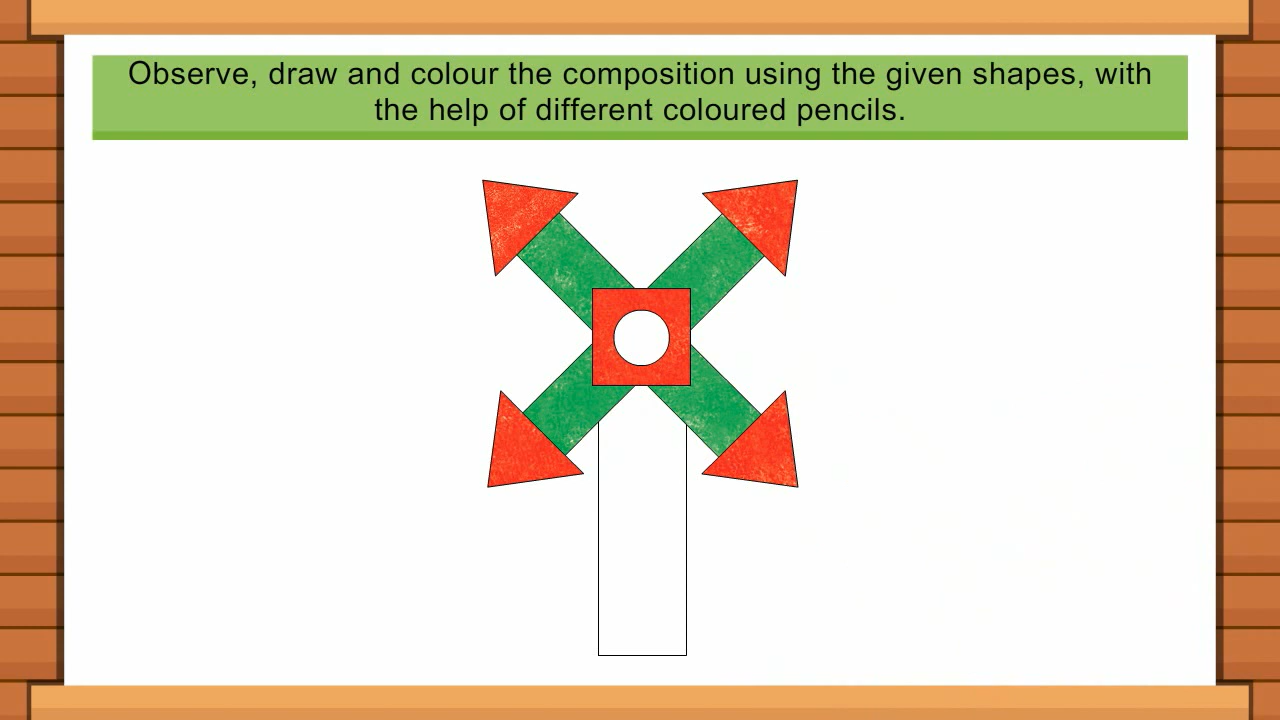 Observe, draw and colour the composition using the given shapes, with
the help of different coloured pencils.